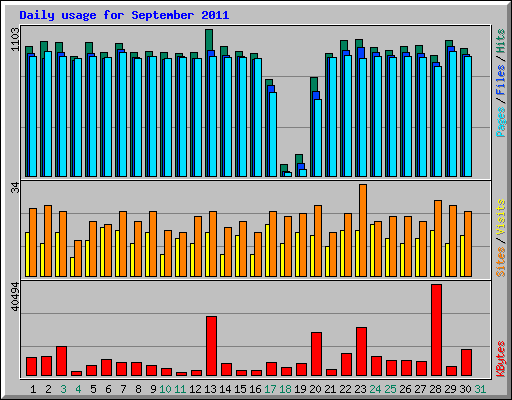 Daily usage for September 2011
1103
Pages / Files / Hits
34
Sites / Visits
40494
KBytes
1 2 3 4 5 6 7 8 9 10 11 12 13 14 15 16 17 18 19 20 21 22 23 24 25 26 27 28 29 30 31